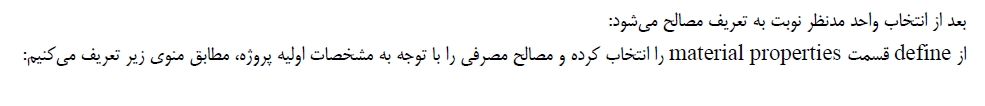 بعد از انتخاب واحد مدنظر نوبت به تعریف مصالح می‌شود:
از define قسمت material properties را انتخاب کرده و مصالح مصرفی را با توجه به مشخصات اولیه پروژه، مطابق منوی زیر تعریف می‌کنیم: